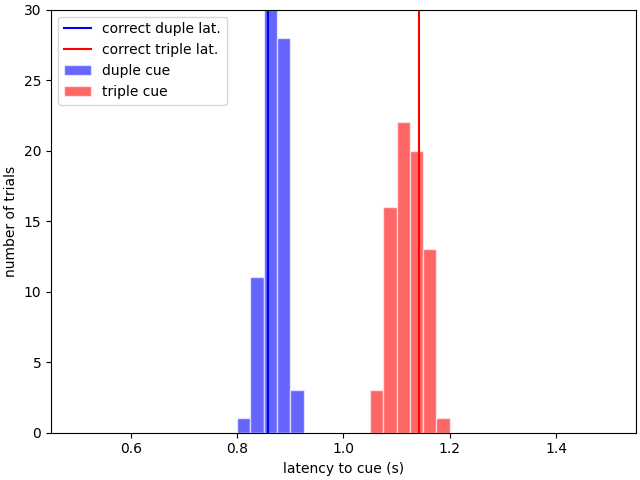 30
25
20
15
10
5
0
number of trials
correct duple lat.
correct triple lat.
duple cue
triple cue
0.6 0.8 1.0 1.2 1.4
latency to cue (s)